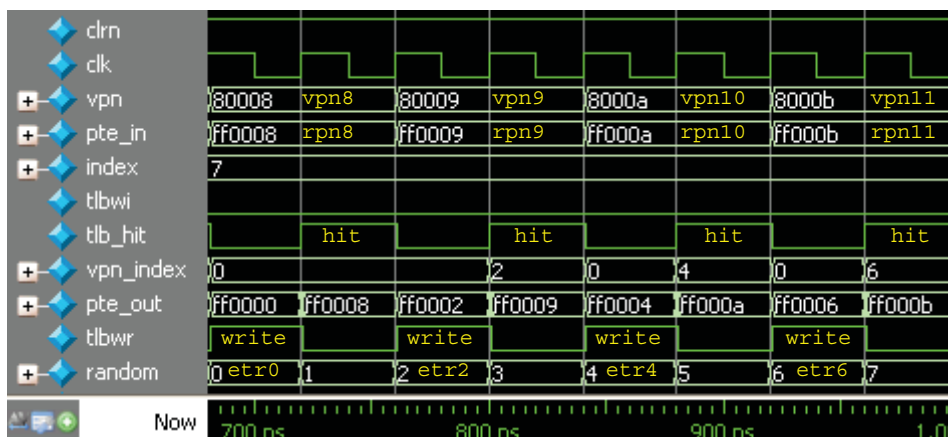 clrn
clk
vpn 80008 vpn8 80009 vpn9 8000a vpn10 8000b vpn11
pte_in ff0008 rpn8 ff0009 rpn9 ff000a rpn10 ff000b rpn11
index 7
tlbwi
tlb_hit hit hit hit hit
vpn_index 0 2 0 4 0 6
pte_out ff0000 ff0008 ff0002 ff0009 ff0004 ff000a ff0006 ff000b
tlbwr write write write write
random 0 etr0 1 2 etr2 3 4 etr4 5 6 etr6 7
Now 700 ns 800 ns 900 ns 1.0